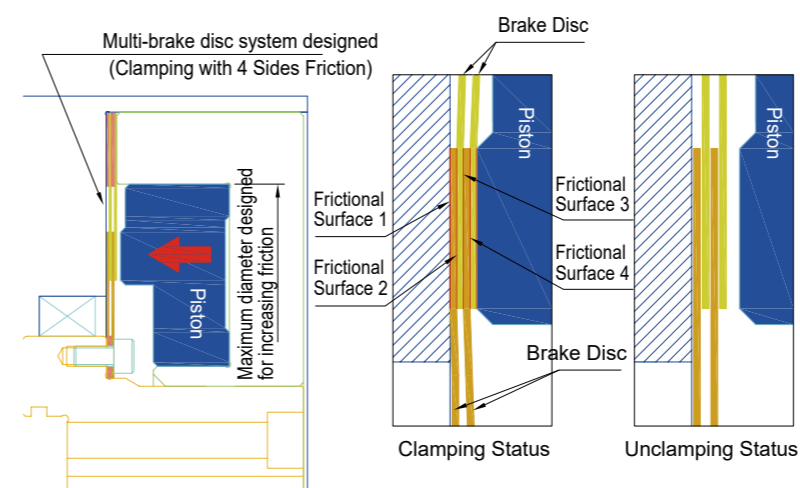 Multi-brake disc system designed
(Clamping with 4 Sides Friction)
Piston
Maximum diameter designed
for increasing friction
Brake Disc
Piston
Frictional
Surface 1
Frictional
Surface 2
Frictional
Surface 3
Frictional
Surface 4
Brake Disc
Clamping Status
Piston
Unclamping Status